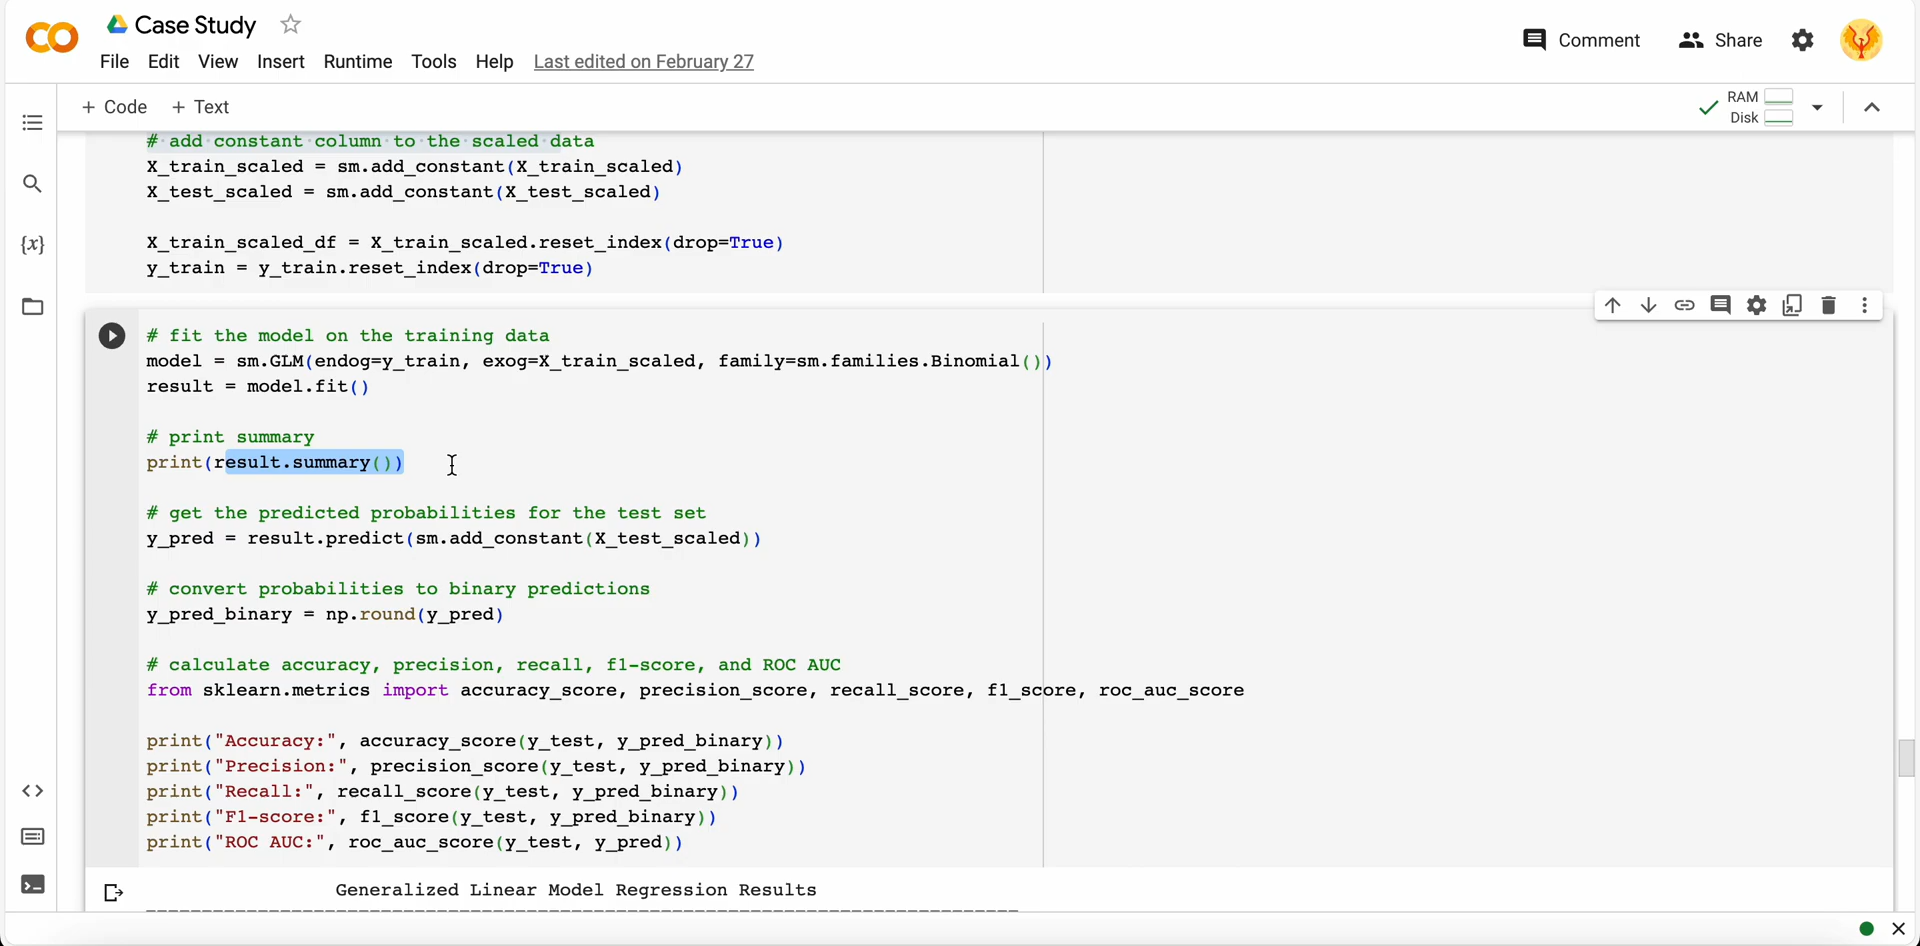 Case Study
Comment
Share
File Edit View Insert Runtime Tools Help Last edited on February 27
+ Code + Text
RAM
Disk
# add constant column to the scaled data
X_train_scaled = sm.add_constant(X_train_scaled)
X_test_scaled = sm.add_constant(X_test_scaled)
X_train_scaled_df = X_train_scaled.reset_index(drop=True)
y_train = y_train.reset_index(drop=True)
# fit the model on the training data
model = sm.GLM(endog=y_train, exog=X_train_scaled, family=sm.families.Binomial())
result = model.fit()
# print summary
print(result.summary())
# get the predicted probabilities for the test set
y_pred = result.predict(sm.add_constant(X_test_scaled))
# convert probabilities to binary predictions
y_pred_binary = np.round(y_pred)
# calculate accuracy, precision, recall, f1-score, and ROC AUC
from sklearn.metrics import accuracy_score, precision_score, recall_score, f1_score, roc_auc_score
print("Accuracy:", accuracy_score(y_test, y_pred_binary))
print("Precision:", precision_score(y_test, y_pred_binary))
print("Recall:", recall_score(y_test, y_pred_binary))
print("F1-score:", f1_score(y_test, y_pred_binary))
print("ROC AUC:", roc_auc_score(y_test, y_pred))
Generalized Linear Model Regression Results